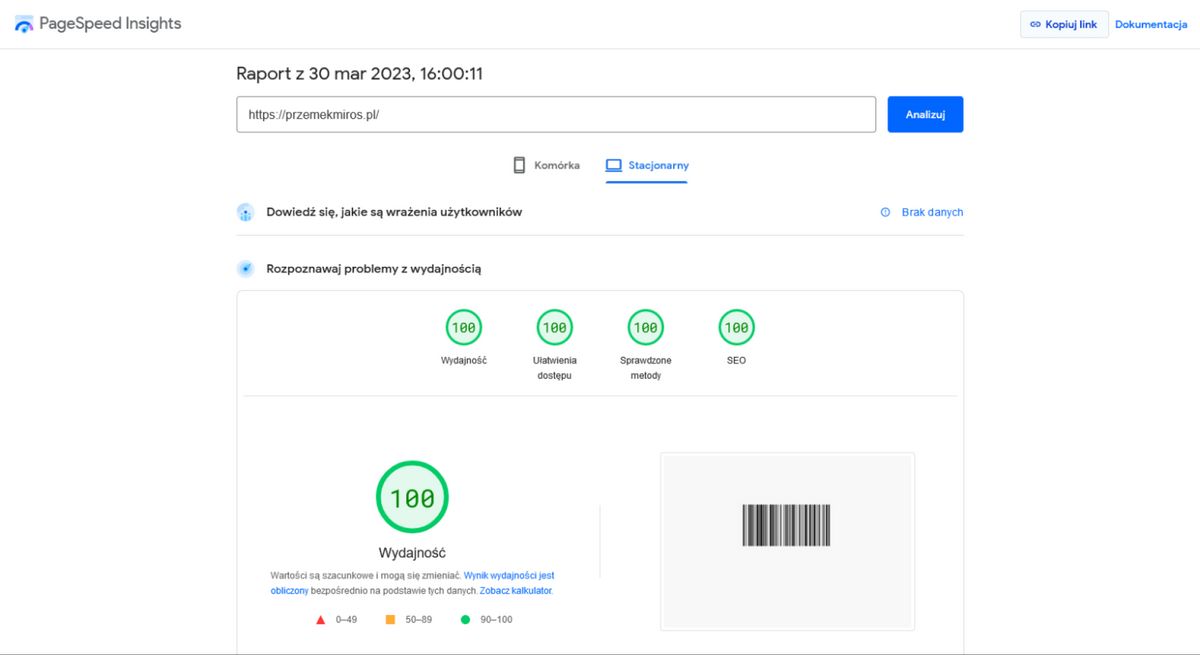 PageSpeed Insights
Kopiuj link
Dokumentacja
Raport z 30 mar 2023, 16:00:11
https://przemekmiros.pl/
Analizuj
Komórka
Stacjonarny
Dowiedź się, jakie są wrażenia użytkowników
Brak danych
Rozpoznawaj problemy z wydajnością
100
100
100
100
Wydajność
Ułatwienia
dostępu
Sprawdzone
metody
SEO
100
Wydajność
Wartości są szacunkowe i mogą się zmieniać. Wynik wydajności jest
obliczony bezpośrednio na podstawie tych danych. Zobacz kalkulator.
0–49
50–89
90–100